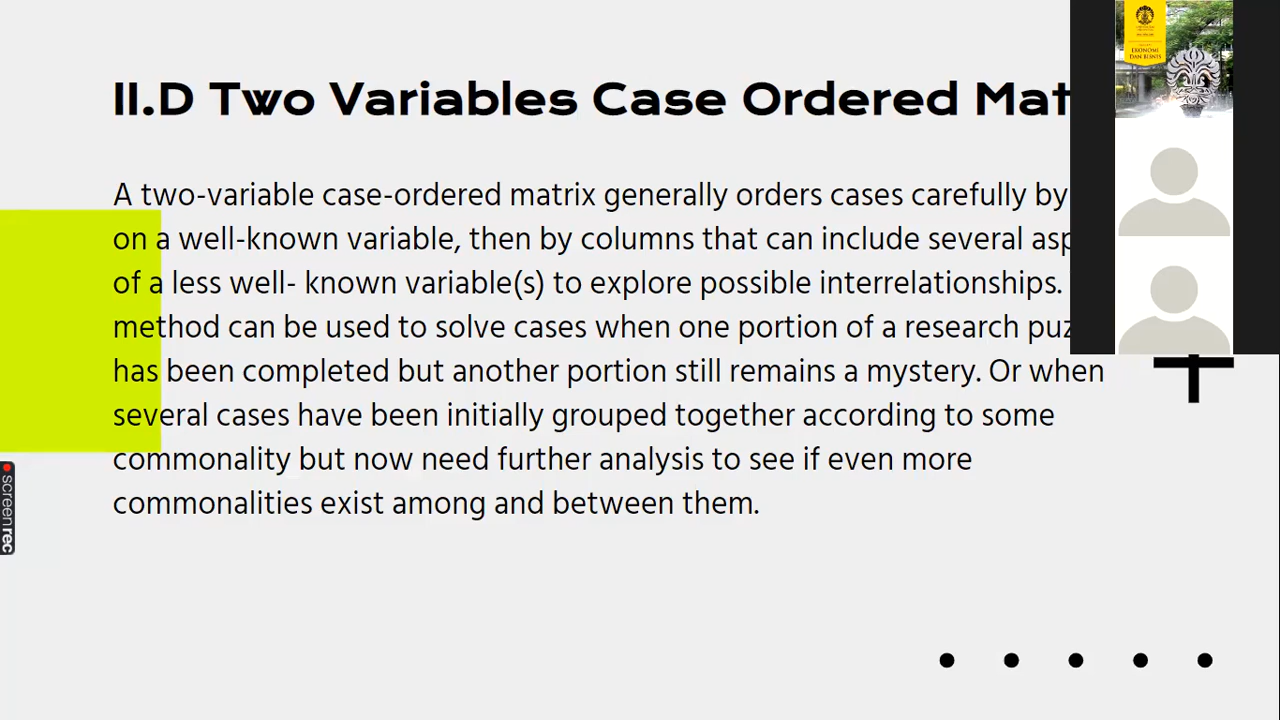 II.D Two Variables Case Ordered Mat
A two-variable case-ordered matrix generally orders cases carefully by
on a well-known variable, then by columns that can include several asp
of a less well- known variable(s) to explore possible interrelationships.
method can be used to solve cases when one portion of a research puz
has been completed but another portion still remains a mystery. Or when
several cases have been initially grouped together according to some
commonality but now need further analysis to see if even more
commonalities exist among and between them.
EKONOMI
DAN BISNIS
screenrec